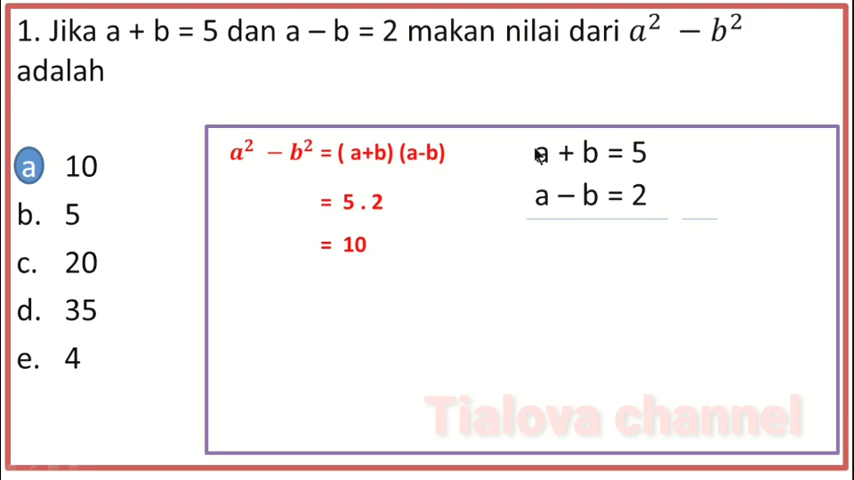 1. Jika a + b = 5 dan a – b = 2 makan nilai dari a² − b²
adalah
a 10
b. 5
c. 20
d. 35
e. 4
a² − b² = ( a+b) (a-b)
= 5 . 2
= 10
a + b = 5
a – b = 2
Tialova channel